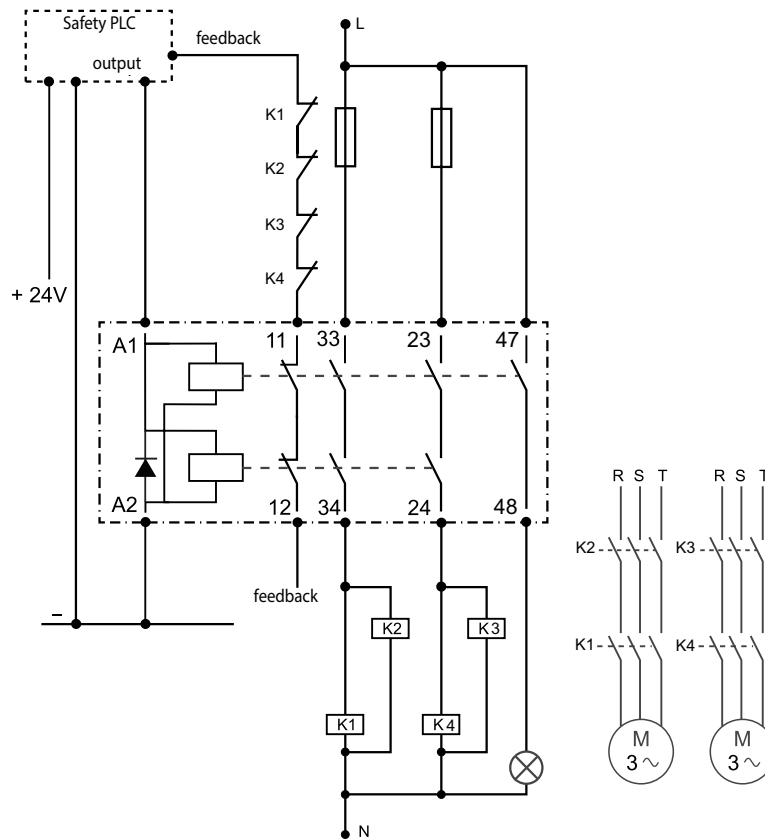 Safety PLC
output
feedback
L
K1
K2
K3
K4
+ 24V
A1
11
33
23
47
A2
12
34
24
48
feedback
–
K2
K3
K1
K4
N
R S T
R S T
K2
K3
K1
K4
M
3 ~
M
3 ~